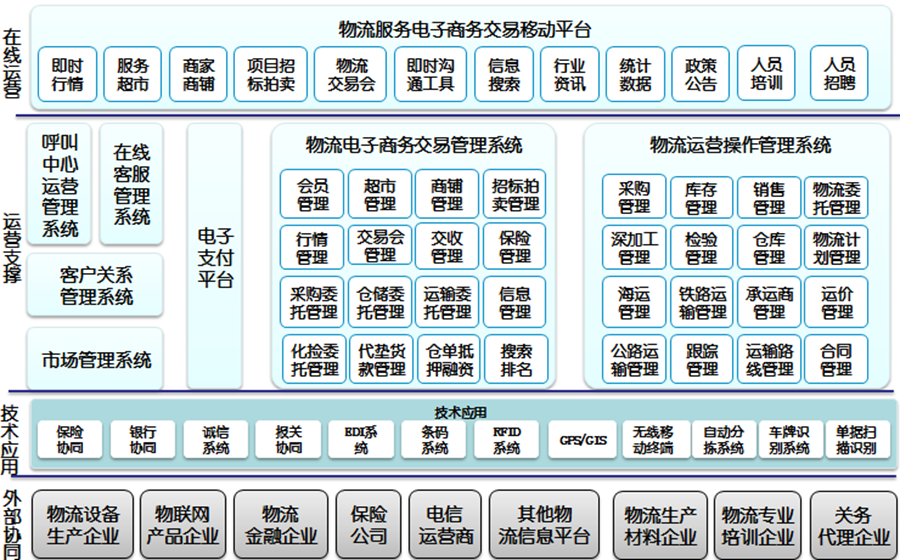 在线运营
物流服务电子商务交易移动平台
即时
行情
服务
超市
商家
商铺
项目招
标拍卖
物流
交易会
即时沟
通工具
信息
搜索
行业
资讯
统计
数据
政策
公告
人员
培训
人员
招聘
运营支撑
呼叫
中心
运营
管理
系统
在线
客服
管理
系统
客户关系
管理系统
市场管理系统
电子
支付
平台
物流电子商务交易管理系统
会员
管理
超市
管理
商铺
管理
招标拍
卖管理
行情
管理
交易会
管理
交收
管理
保险
管理
采购委
托管理
仓储委
托管理
运输委
托管理
信息
管理
化检委
托管理
代垫货
款管理
仓单抵
押融资
搜索
排名
物流运营操作管理系统
采购
管理
库存
管理
销售
管理
物流委
托管理
深加工
管理
检验
管理
仓库
管理
物流计
划管理
海运
管理
铁路运
输管理
承运商
管理
运价
管理
公路运
输管理
跟踪
管理
运输路
线管理
合同
管理
技术应用
技术应用
保险
协同
银行
协同
诚信
系统
报关
协同
EDI系
统
条码
系统
RFID
系统
GPS/GIS
无线移
动终端
自动分
拣系统
车牌识
别系统
单据扫
描识别
外部协同
物流设备
生产企业
物联网
产品企业
物流
金融企业
保险
公司
电信
运营商
其他物
流信息平台
物流生产
材料企业
物流专业
培训企业
关务
代理企业